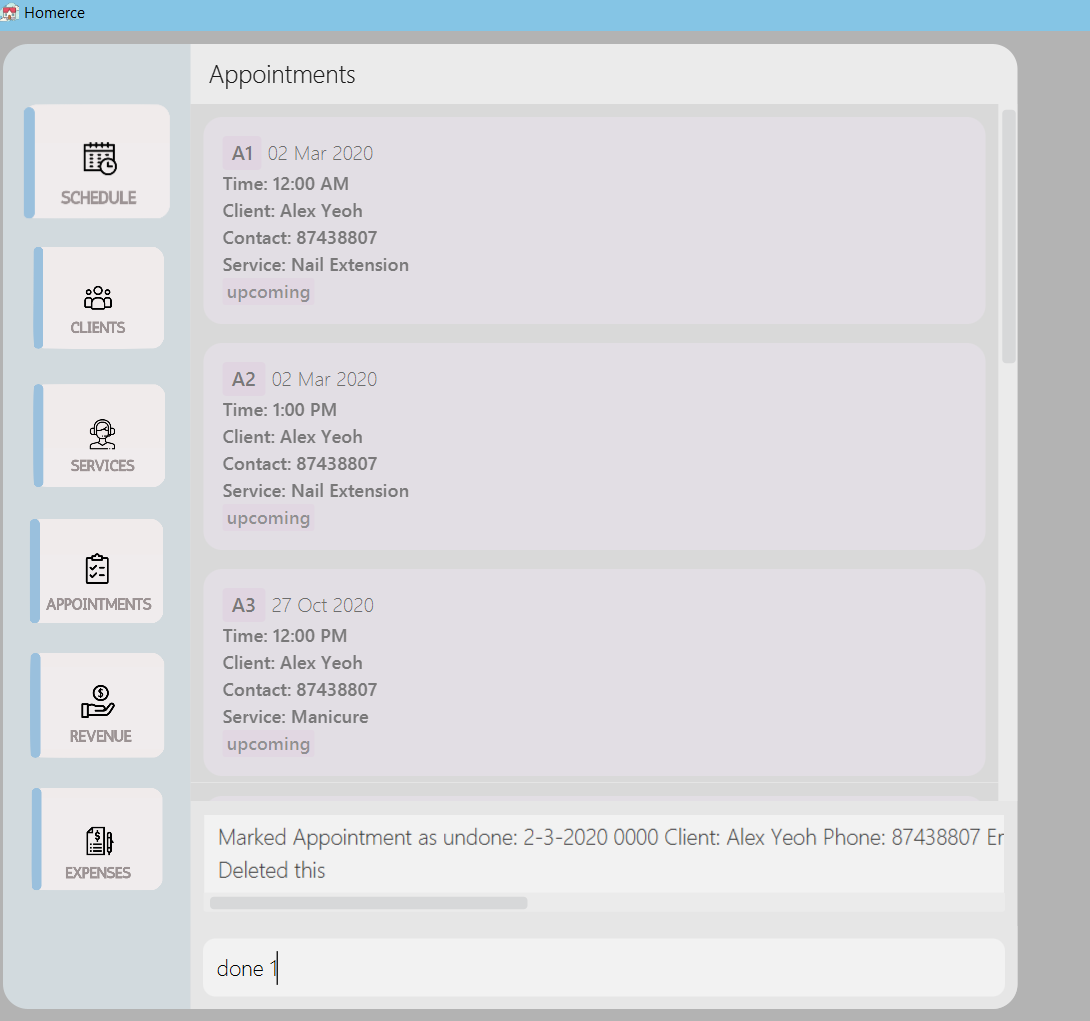 Homerce
SCHEDULE
CLIENTS
SERVICES
APPOINTMENTS
REVENUE
EXPENSES
Appointments
A1 02 Mar 2020
Time: 12:00 AM
Client: Alex Yeoh
Contact: 87438807
Service: Nail Extension
upcoming
A2 02 Mar 2020
Time: 1:00 PM
Client: Alex Yeoh
Contact: 87438807
Service: Nail Extension
upcoming
A3 27 Oct 2020
Time: 12:00 PM
Client: Alex Yeoh
Contact: 87438807
Service: Manicure
upcoming
Marked Appointment as undone: 2-3-2020 0000 Client: Alex Yeoh Phone: 87438807
Deleted this
done 1